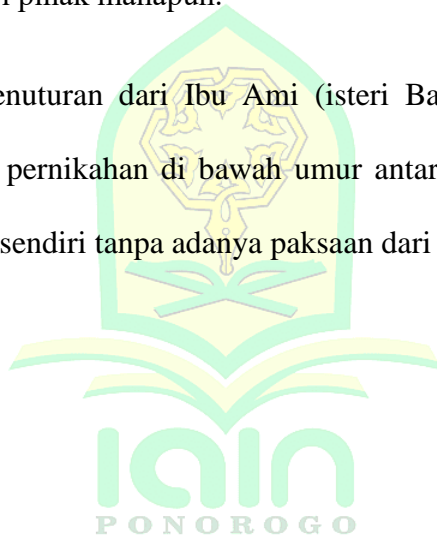 pihak manapun.
enuturan dari Ibu Ami (isteri Ba
pernikahan di bawah umur antar
sendiri tanpa adanya paksaan dari
iain
PONOROGO